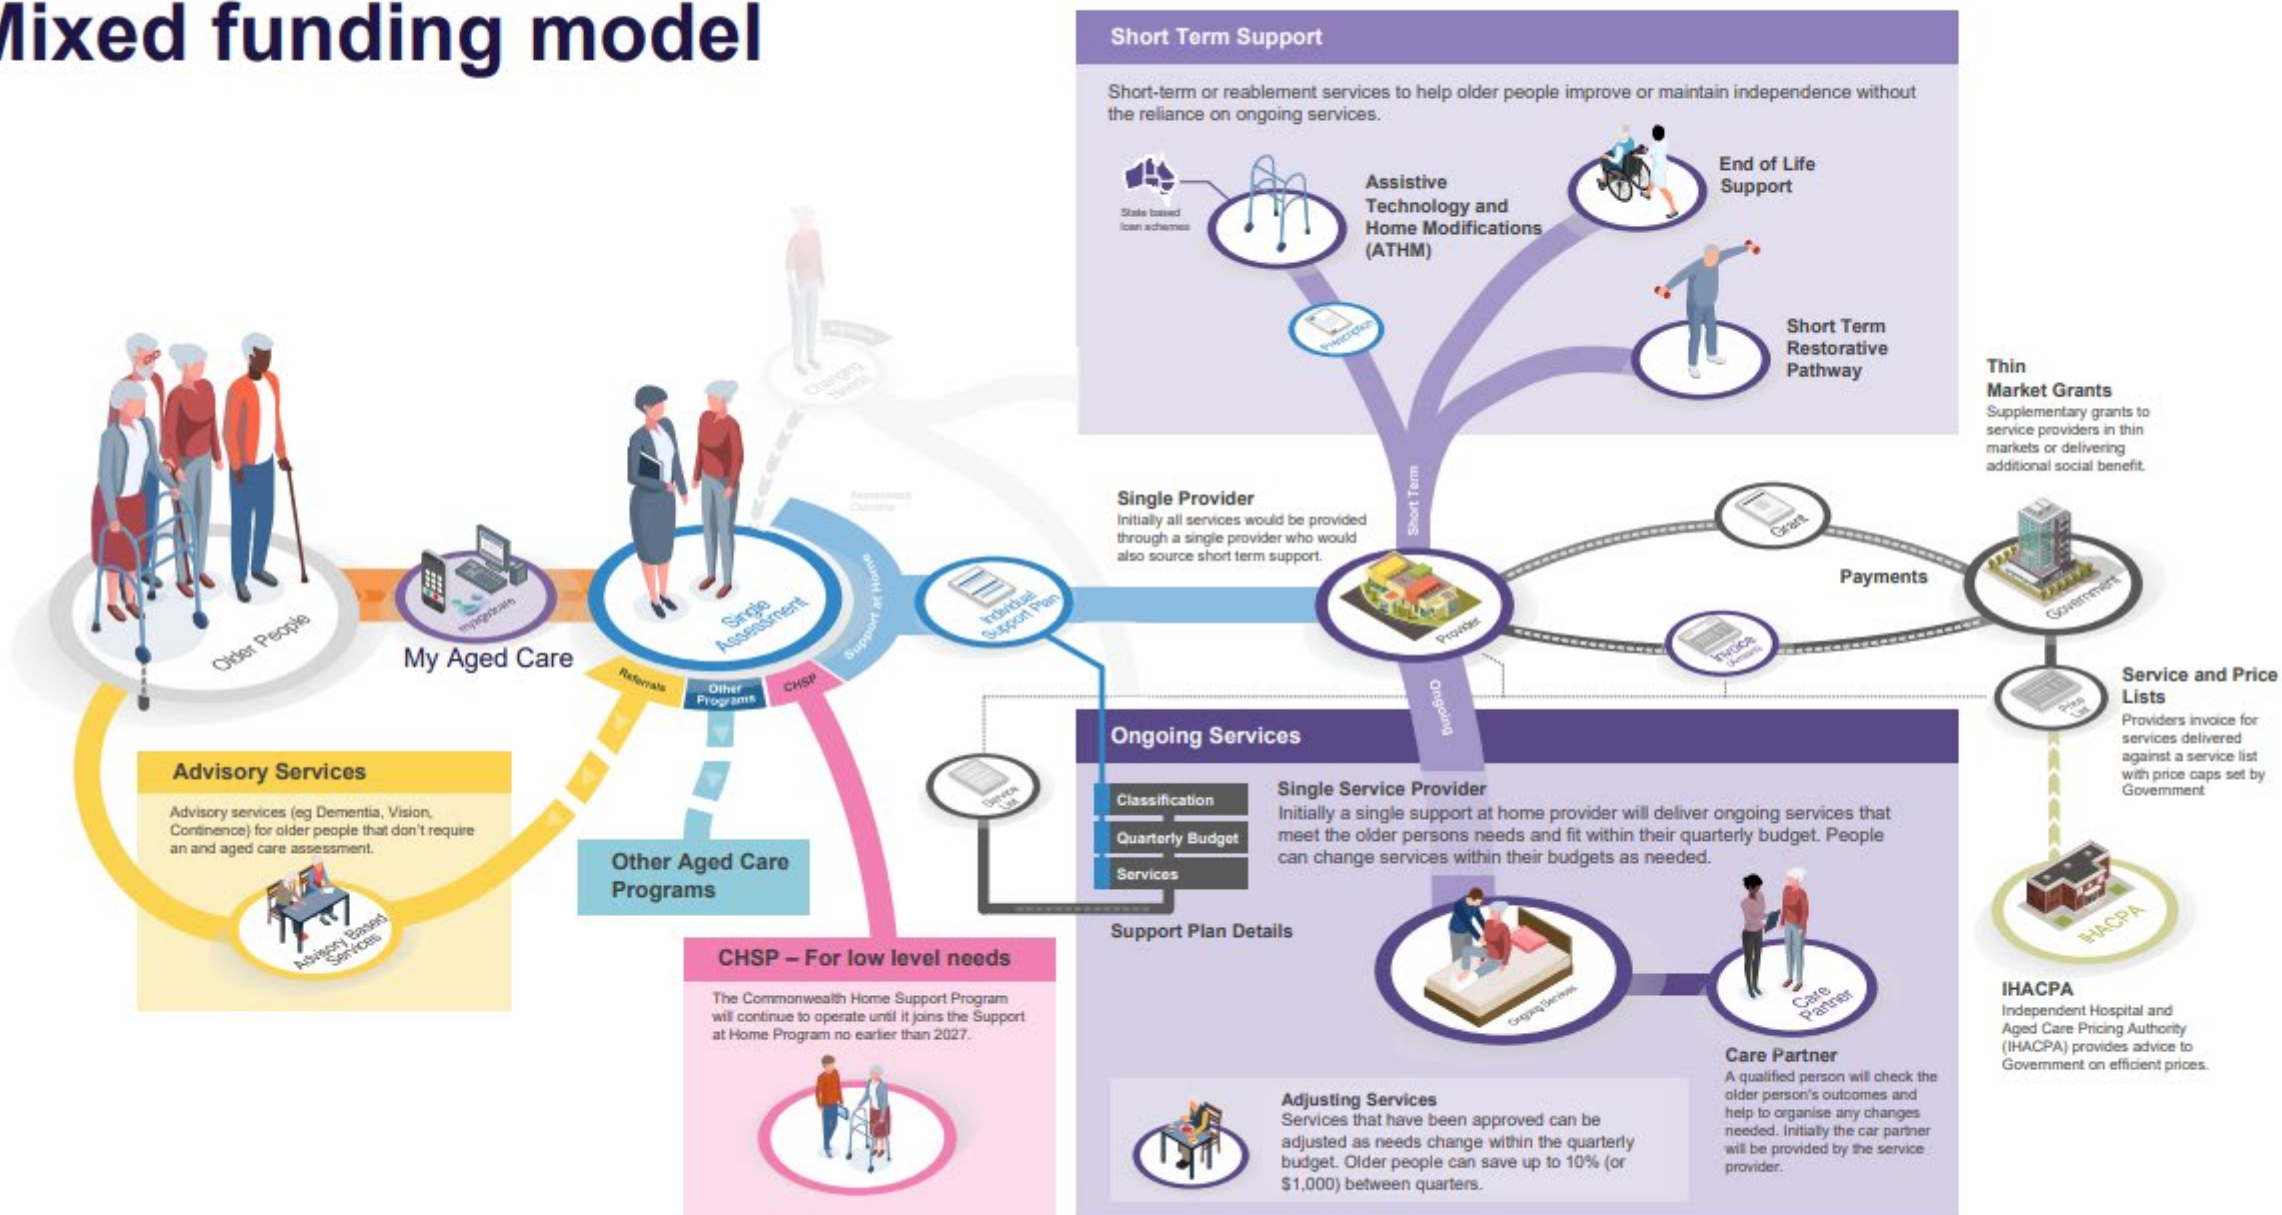 Mixed funding model
Short Term Support
Short-term or reablement services to help older people improve or maintain independence without
the reliance on ongoing services.
State based
loan schemes
Assistive
Technology and
Home Modifications
(ATHM)
End of Life
Support
Prescription
Short Term
Restorative
Pathway
Changing
Needs
Thin
Market Grants
Supplementary grants to
service providers in thin
markets or delivering
additional social benefit.
Assessment
Outcome
Single Provider
Initially all services would be provided
through a single provider who would
also source short term support.
Short Term
Grant
Payments
Government
Older People
myagedcare
My Aged Care
Single
Assessment
Support at Home
Individual
Support Plan
Provider
Invoice
Referrals
Other
Programs
CHSP
OnGoing
Price
List
Service and Price
Lists
Providers invoice for
services delivered
against a service list
with price caps set by
Government
Advisory Services
Advisory services (eg Dementia, Vision,
Continence) for older people that don't require
an and aged care assessment.
Advisory Based
Services
Other Aged Care
Programs
CHSP – For low level needs
The Commonwealth Home Support Program
will continue to operate until it joins the Support
at Home Program no earlier than 2027.
Service
List
Ongoing Services
Classification
Quarterly Budget
Services
Support Plan Details
Single Service Provider
Initially a single support at home provider will deliver ongoing services that
meet the older persons needs and fit within their quarterly budget. People
can change services within their budgets as needed.
Ongoing Services
Care
Partner
Care Partner
A qualified person will check the
older person's outcomes and
help to organise any changes
needed. Initially the car partner
will be provided by the service
provider.
Adjusting Services
Services that have been approved can be
adjusted as needs change within the quarterly
budget. Older people can save up to 10% (or
$1,000) between quarters.
IHACPA
IHACPA
Independent Hospital and
Aged Care Pricing Authority
(IHACPA) provides advice to
Government on efficient prices.